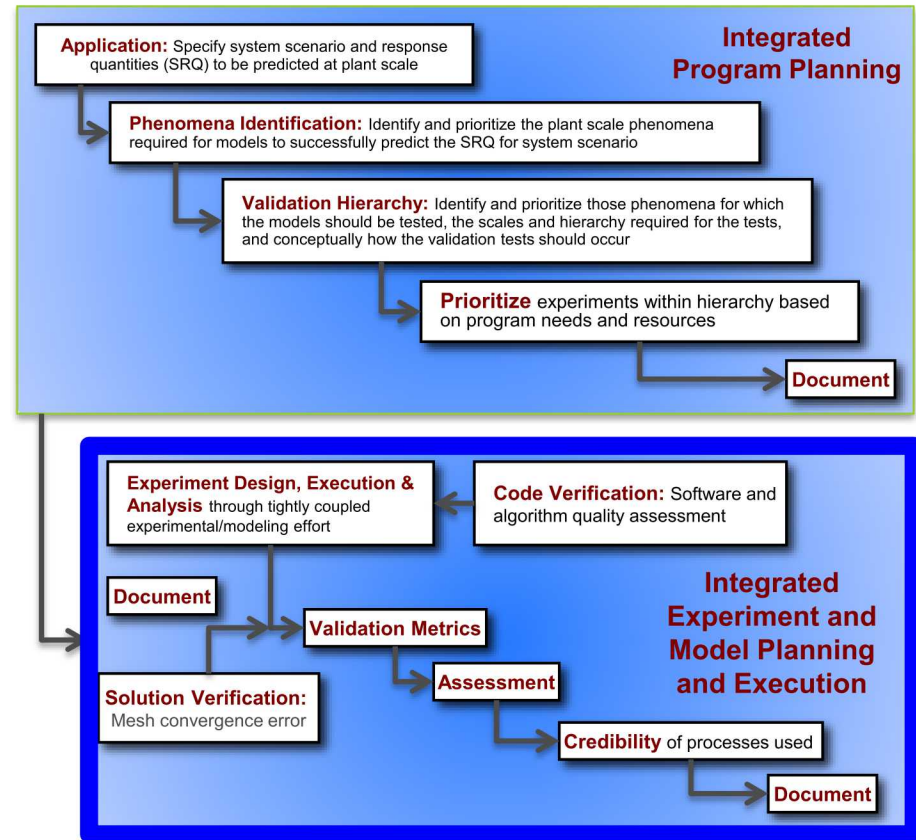 Integrated
Program Planning
Application: Specify system scenario and response
quantities (SRQ) to be predicted at plant scale
Phenomena Identification: Identify and prioritize the plant scale phenomena
required for models to successfully predict the SRQ for system scenario
Validation Hierarchy: Identify and prioritize those phenomena for which
the models should be tested, the scales and hierarchy required for the tests,
and conceptually how the validation tests should occur
Prioritize experiments within hierarchy based
on program needs and resources
Document
Experiment Design, Execution &
Analysis through tightly coupled
experimental/modeling effort
Code Verification: Software and
algorithm quality assessment
Integrated
Experiment and
Model Planning
and Execution
Document
Validation Metrics
Solution Verification:
Mesh convergence error
Assessment
Credibility of processes used
Document